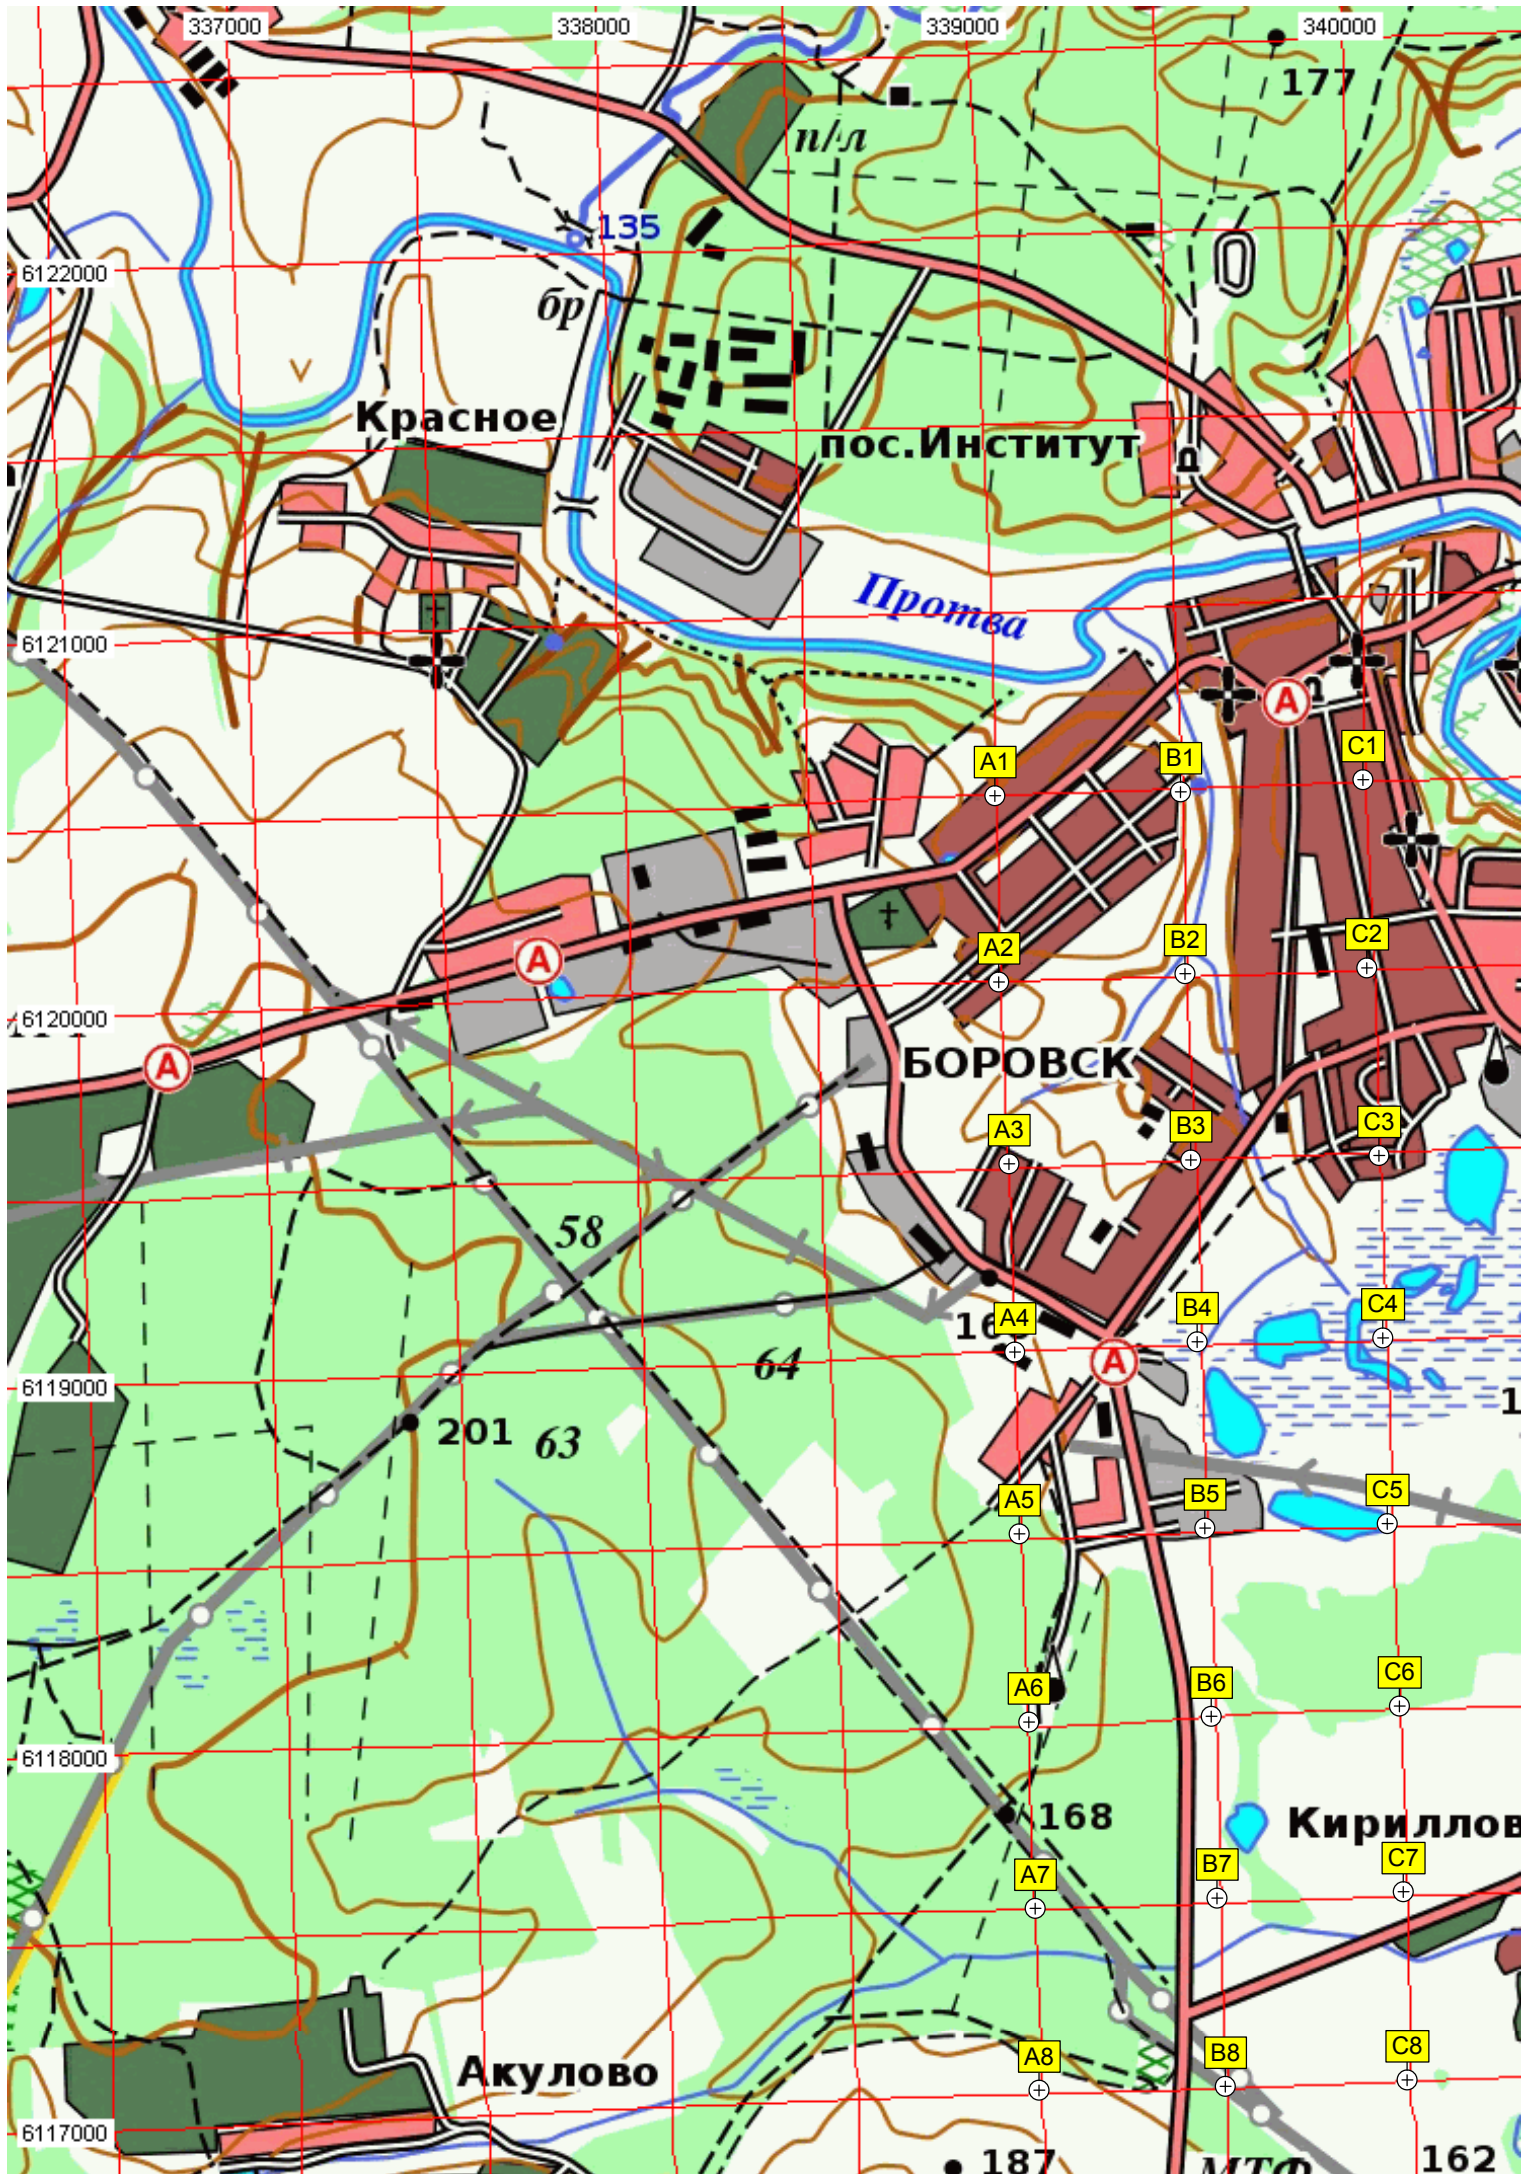 337000
338000
339000
340000
177
п/л
135
6122000
бр
Красное
пос.Институт
Протва
6121000
A
A1
B1
C1
A
A2
B2
C2
6120000
A
БОРОВСК
A3
B3
C3
58
A4
B4
C4
64
A
6119000
201
63
A5
B5
C5
A6
B6
C6
6118000
168
Кириллов
A7
B7
C7
Акулово
A8
B8
C8
6117000
187
МТФ
162